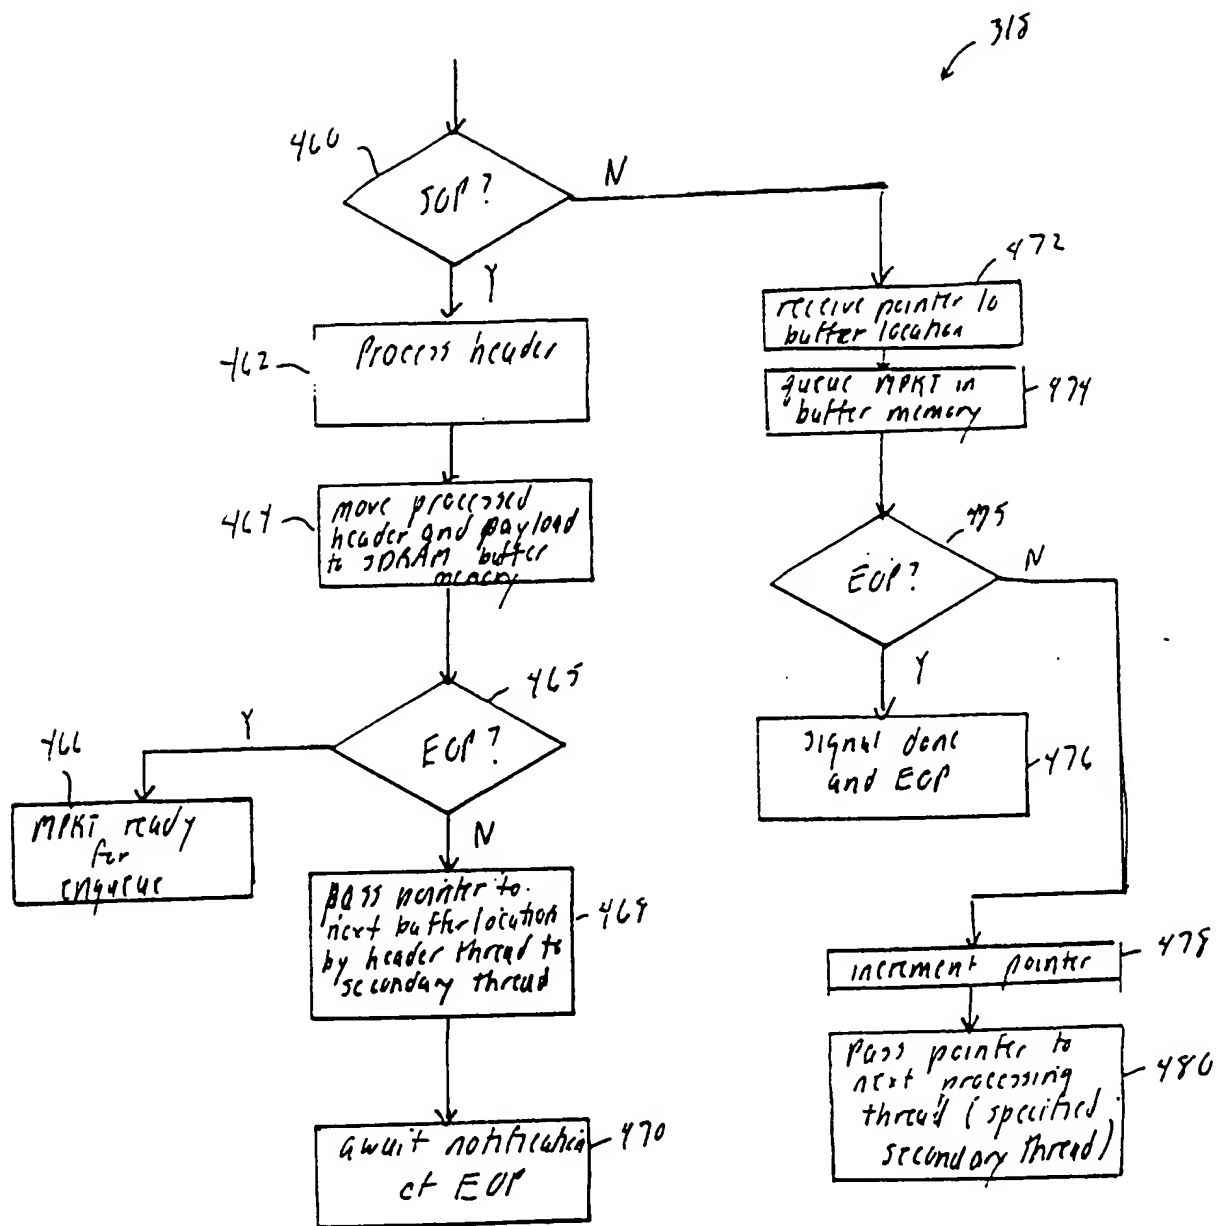 318
460
SOP?
N
Y
472
receive pointer to
buffer location
462
Process header
queue MPKT in
buffer memory
474
464
move processed
header and payload
to SDRAM buffer
memory
475
EOP?
N
Y
465
EOP?
Y
466
MPKT ready
for
enqueue
signal done
and EOP
476
N
pass pointer to
next buffer location
by header thread to
secondary thread
468
increment pointer
478
Pass pointer to
next processing
thread (specified
secondary thread)
480
await notification
of EOP
470